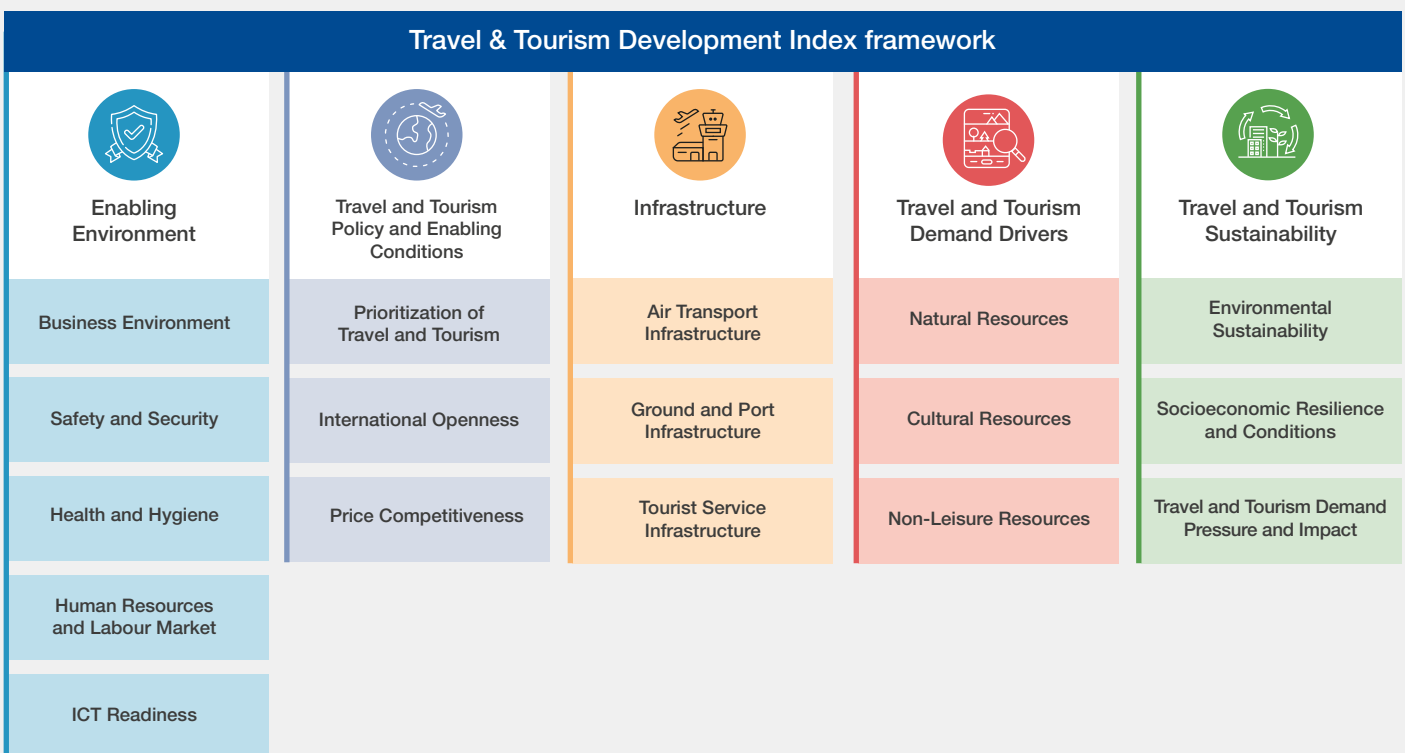 Travel & Tourism Development Index framework
Enabling
Environment
Business Environment
Safety and Security
Health and Hygiene
Human Resources
and Labour Market
ICT Readiness
Travel and Tourism
Policy and Enabling
Conditions
Prioritization of
Travel and Tourism
International Openness
Price Competitiveness
Infrastructure
Air Transport
Infrastructure
Ground and Port
Infrastructure
Tourist Service
Infrastructure
Travel and Tourism
Demand Drivers
Natural Resources
Cultural Resources
Non-Leisure Resources
Travel and Tourism
Sustainability
Environmental
Sustainability
Socioeconomic Resilience
and Conditions
Travel and Tourism Demand
Pressure and Impact